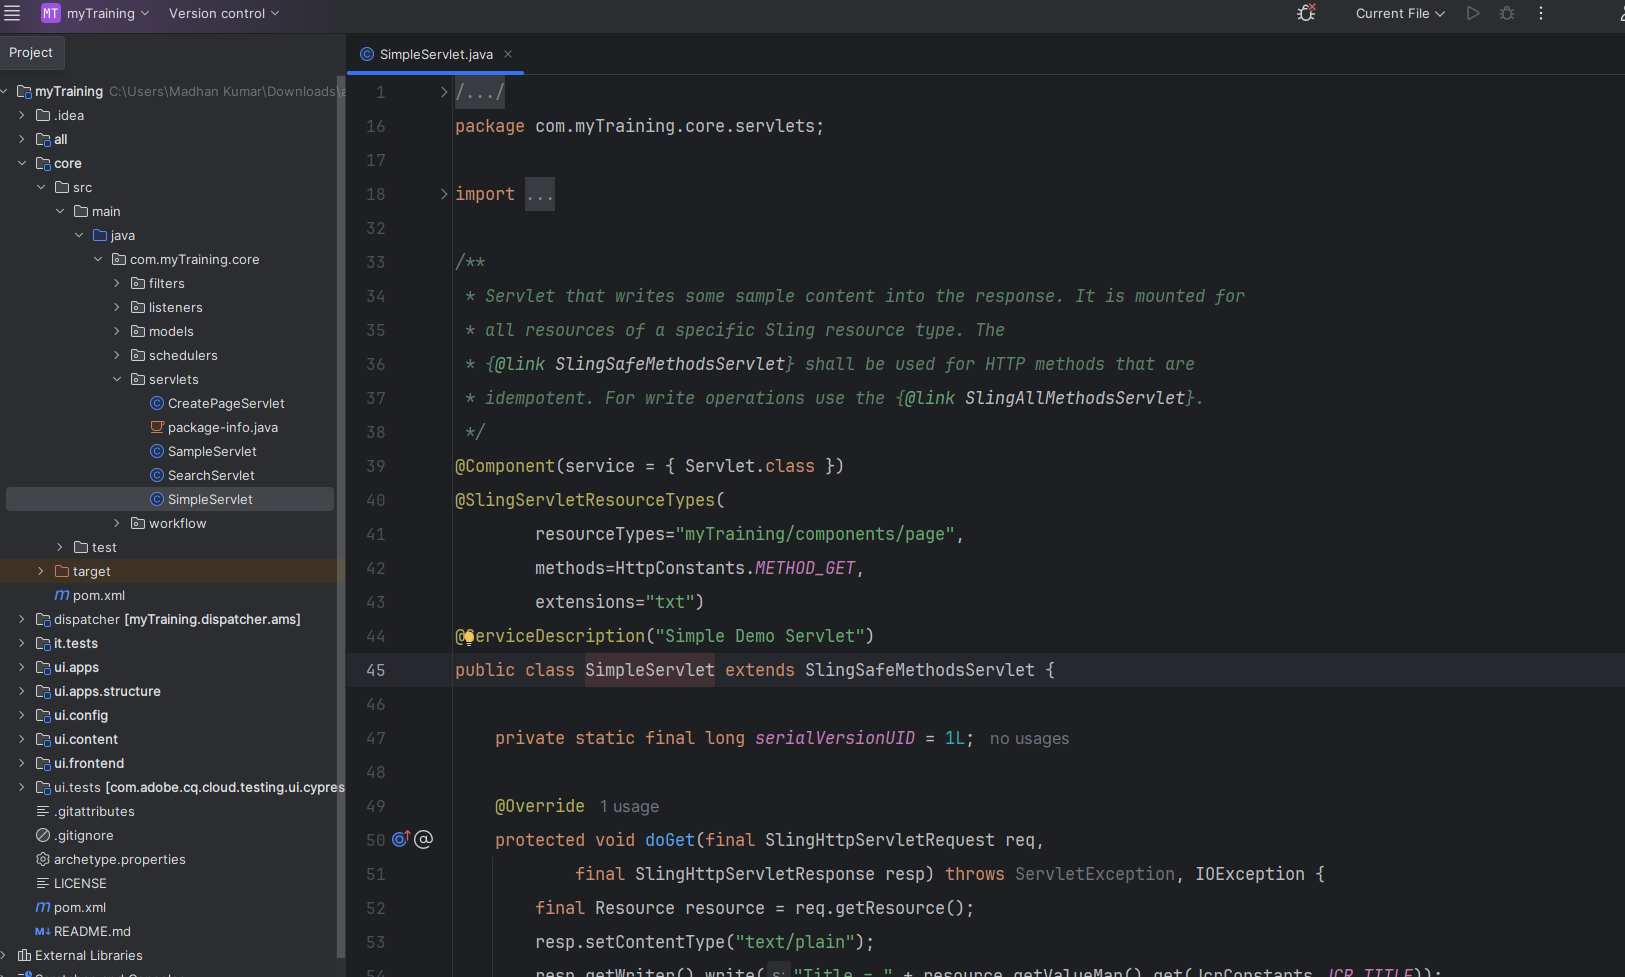 MT myTraining Version control Current File
Project
SimpleServlet.java
myTraining C:\Users\Madhan Kumar\Downloads\
.idea
all
core
src
main
java
com.myTraining.core
filters
listeners
models
schedulers
servlets
CreatePageServlet
package-info.java
SampleServlet
SearchServlet
SimpleServlet
workflow
test
target
pom.xml
dispatcher [myTraining.dispatcher.ams]
it.tests
ui.apps
ui.apps.structure
ui.config
ui.content
ui.frontend
ui.tests [com.adobe.cq.cloud.testing.ui.cypres
.gitattributes
.gitignore
archetype.properties
LICENSE
pom.xml
README.md
External Libraries
1 /.../
16 package com.myTraining.core.servlets;
17
18 import ...
32
33 /**
34 * Servlet that writes some sample content into the response. It is mounted for
35 * all resources of a specific Sling resource type. The
36 * {@link SlingSafeMethodsServlet} shall be used for HTTP methods that are
37 * idempotent. For write operations use the {@link SlingAllMethodsServlet}.
38 */
39 @Component(service = { Servlet.class })
40 @SlingServletResourceTypes(
41 resourceTypes="myTraining/components/page",
42 methods=HttpConstants.METHOD_GET,
43 extensions="txt")
44 @ServiceDescription("Simple Demo Servlet")
45 public class SimpleServlet extends SlingSafeMethodsServlet {
46
47 private static final long serialVersionUID = 1L; no usages
48
49 @Override 1 usage
50 protected void doGet(final SlingHttpServletRequest req,
51 final SlingHttpServletResponse resp) throws ServletException, IOException {
52 final Resource resource = req.getResource();
53 resp.setContentType("text/plain");
54 resp.getWriter().write( s: "Title = " + resource.getValueMap().get(JcrConstants.JCR_TITLE));